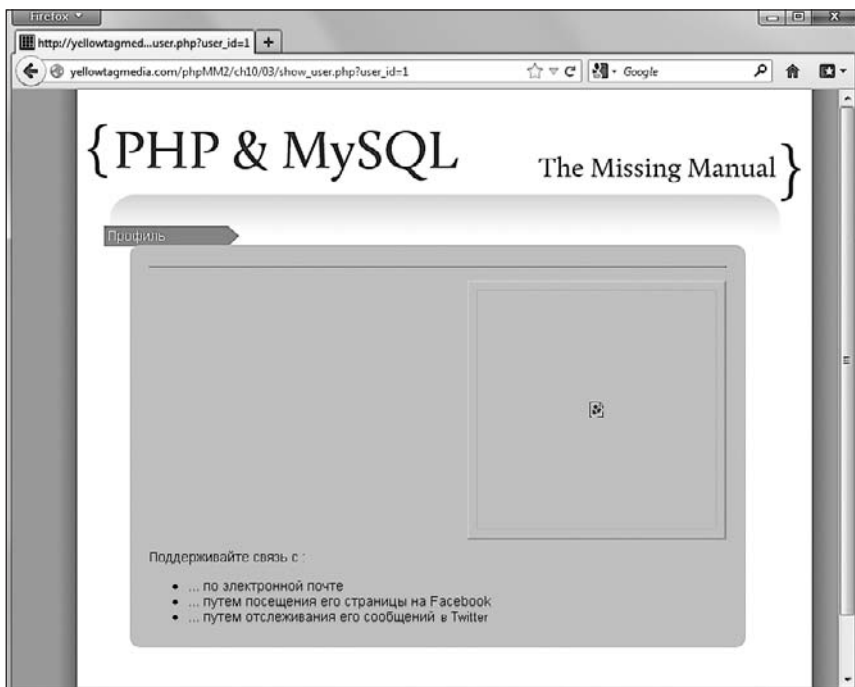 Firefox
http://yellowtagmed...user.php?user_id=1 +
yellowtagmedia.com/phpMM2/ch10/03/show_user.php?user_id=1
Google
{PHP & MySQL
The Missing Manual}
Профиль
Поддерживайте связь с :
• ... по электронной почте
• ... путем посещения его страницы на Facebook
• ... путем отслеживания его сообщений в Twitter